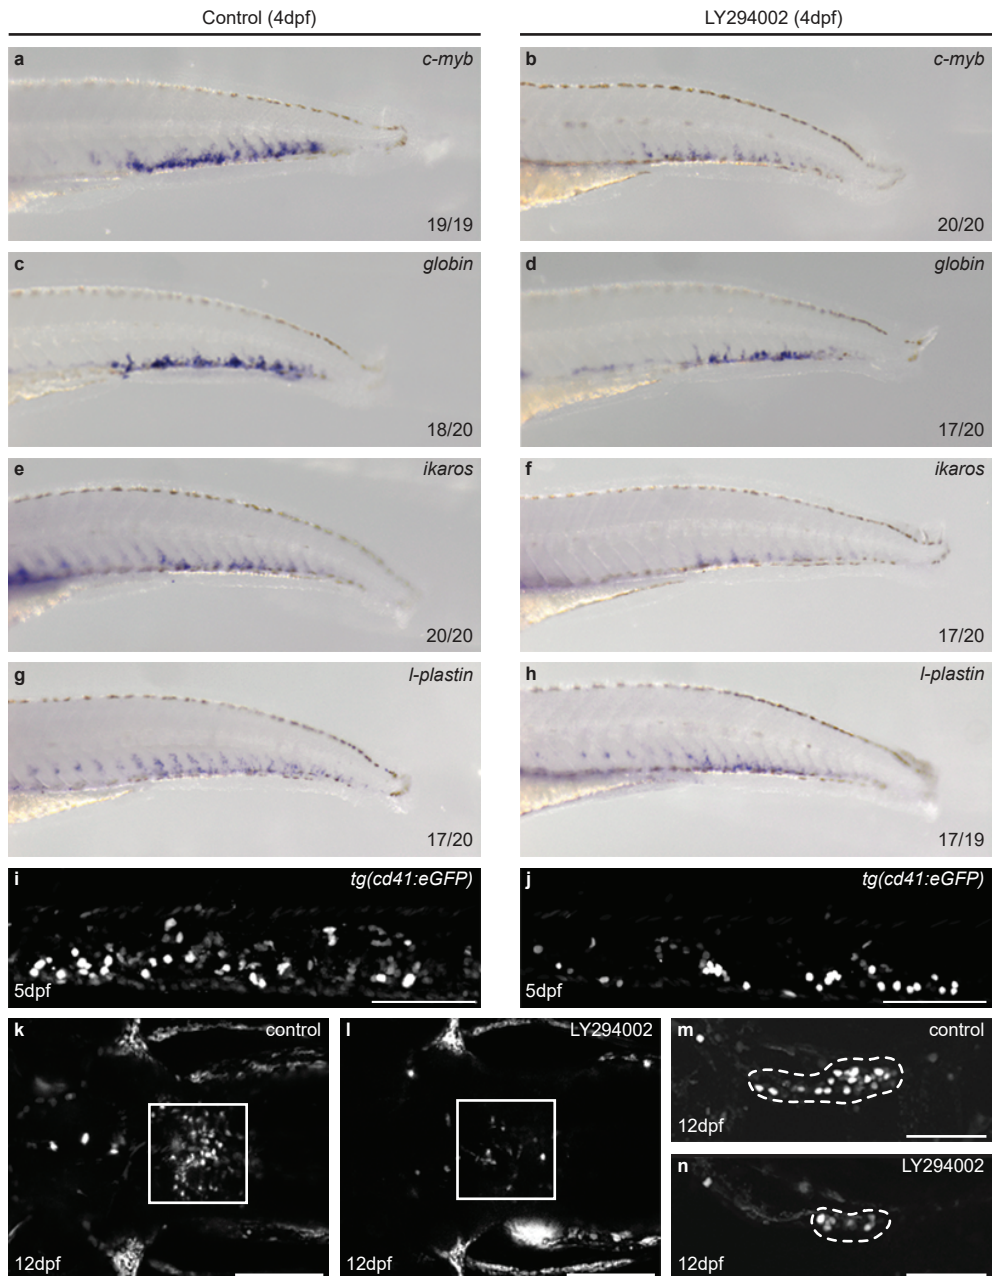 Control (4dpf)
LY294002 (4dpf)
a c-myb
19/19
b c-myb
20/20
c globin
18/20
d globin
17/20
e ikaros
20/20
f ikaros
17/20
g l-plastin
17/20
h l-plastin
17/19
i tg(cd41:eGFP)
5dpf
j tg(cd41:eGFP)
5dpf
k control
12dpf
l LY294002
12dpf
m control
12dpf
n LY294002
12dpf